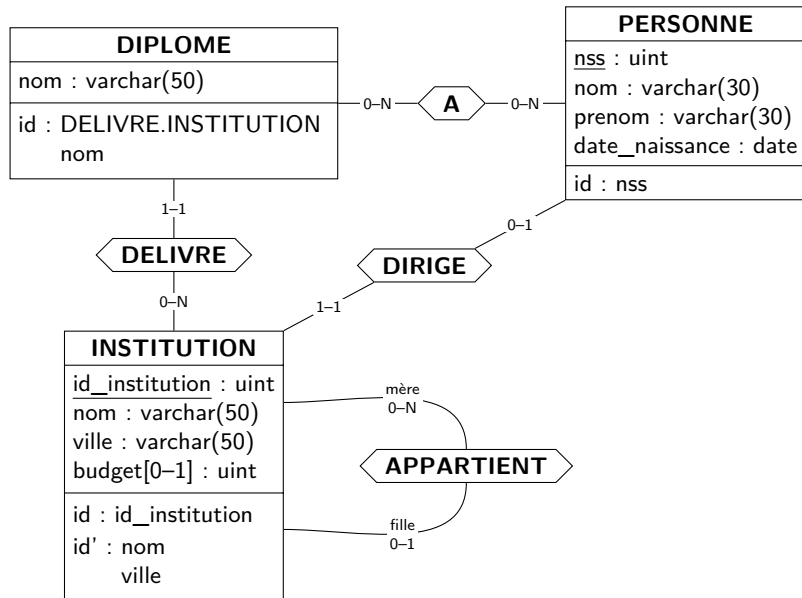 DIPLOME
nom : varchar(50)
id : DELIVRE.INSTITUTION
nom
0–N
A
0–N
PERSONNE
nss : uint
nom : varchar(30)
prenom : varchar(30)
date_naissance : date
id : nss
1–1
DELIVRE
0–N
0–1
DIRIGE
1–1
INSTITUTION
id_institution : uint
nom : varchar(50)
ville : varchar(50)
budget[0–1] : uint
id : id_institution
id' : nom
ville
mère
0–N
APPARTIENT
fille
0–1